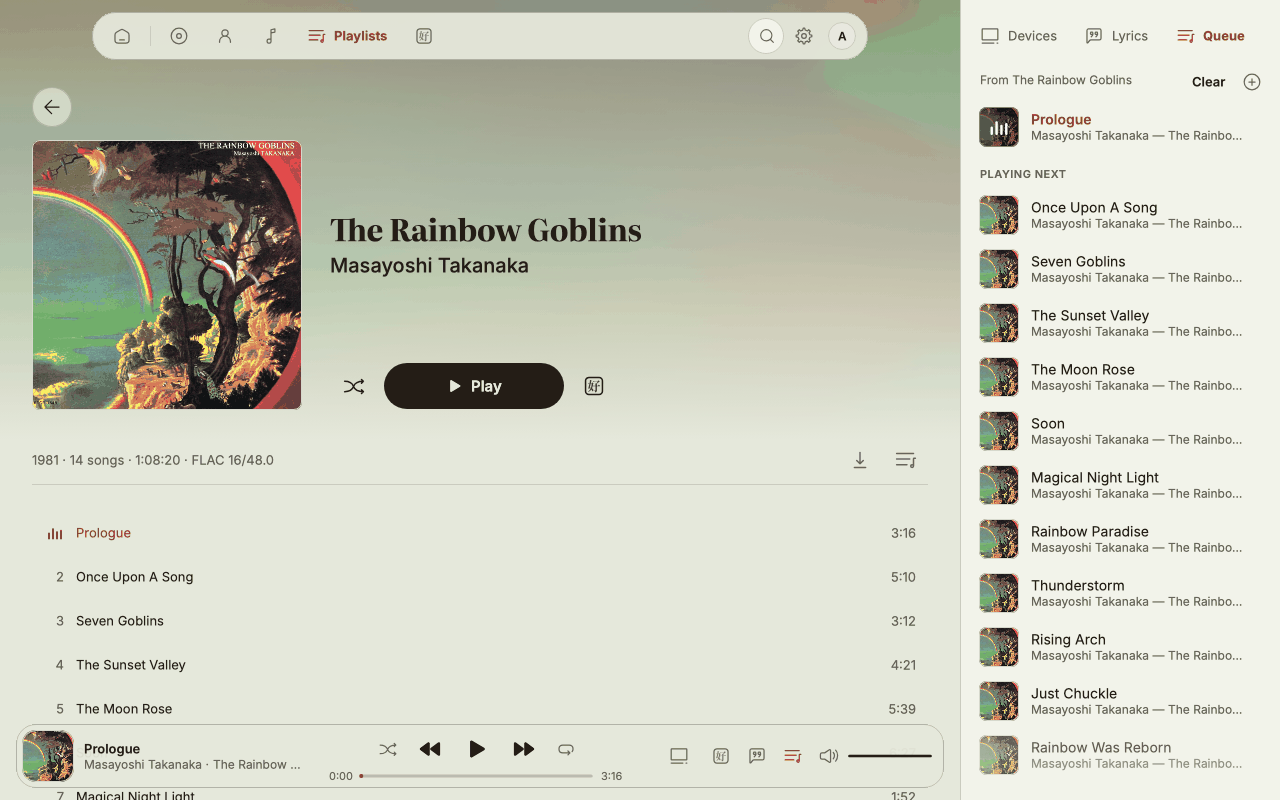 Playlists
好
A
THE RAINBOW GOBLINS
Masayoshi TAKANAKA
The Rainbow Goblins
Masayoshi Takanaka
Play
好
1981 · 14 songs · 1:08:20 · FLAC 16/48.0
Prologue 3:16
2 Once Upon A Song 5:10
3 Seven Goblins 3:12
4 The Sunset Valley 4:21
5 The Moon Rose 5:39
Prologue
Masayoshi Takanaka · The Rainbow ...
0:00 3:16
好
7 Magical Night Light 1:52
Devices Lyrics Queue
From The Rainbow Goblins Clear
Prologue
Masayoshi Takanaka — The Rainbo...
PLAYING NEXT
Once Upon A Song
Masayoshi Takanaka — The Rainbo...
Seven Goblins
Masayoshi Takanaka — The Rainbo...
The Sunset Valley
Masayoshi Takanaka — The Rainbo...
The Moon Rose
Masayoshi Takanaka — The Rainbo...
Soon
Masayoshi Takanaka — The Rainbo...
Magical Night Light
Masayoshi Takanaka — The Rainbo...
Rainbow Paradise
Masayoshi Takanaka — The Rainbo...
Thunderstorm
Masayoshi Takanaka — The Rainbo...
Rising Arch
Masayoshi Takanaka — The Rainbo...
Just Chuckle
Masayoshi Takanaka — The Rainbo...
Rainbow Was Reborn
Masayoshi Takanaka — The Rainbo...